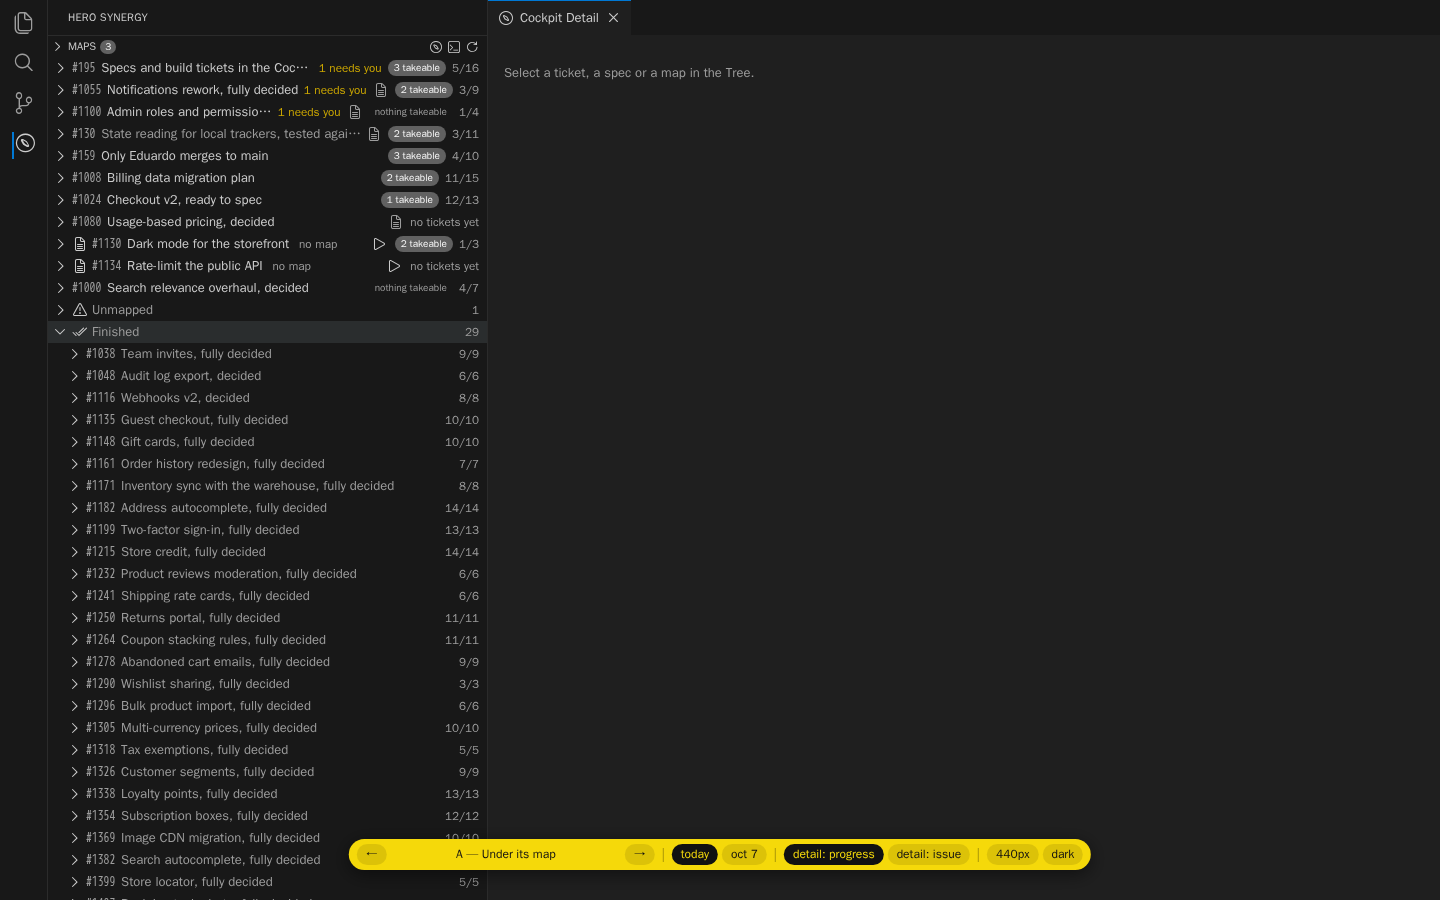 HERO SYNERGY
Cockpit Detail
MAPS 3
#195 Specs and build tickets in the Coc··· 1 needs you 3 takeable 5/16
#1055 Notifications rework, fully decided 1 needs you 2 takeable 3/9
#1100 Admin roles and permissio··· 1 needs you nothing takeable 1/4
#130 State reading for local trackers, tested agai··· 2 takeable 3/11
#159 Only Eduardo merges to main 3 takeable 4/10
#1008 Billing data migration plan 2 takeable 11/15
#1024 Checkout v2, ready to spec 1 takeable 12/13
#1080 Usage-based pricing, decided no tickets yet
#1130 Dark mode for the storefront no map 2 takeable 1/3
#1134 Rate-limit the public API no map no tickets yet
#1000 Search relevance overhaul, decided nothing takeable 4/7
Unmapped 1
Finished 29
#1038 Team invites, fully decided 9/9
#1048 Audit log export, decided 6/6
#1116 Webhooks v2, decided 8/8
#1135 Guest checkout, fully decided 10/10
#1148 Gift cards, fully decided 10/10
#1161 Order history redesign, fully decided 7/7
#1171 Inventory sync with the warehouse, fully decided 8/8
#1182 Address autocomplete, fully decided 14/14
#1199 Two-factor sign-in, fully decided 13/13
#1215 Store credit, fully decided 14/14
#1232 Product reviews moderation, fully decided 6/6
#1241 Shipping rate cards, fully decided 6/6
#1250 Returns portal, fully decided 11/11
#1264 Coupon stacking rules, fully decided 11/11
#1278 Abandoned cart emails, fully decided 9/9
#1290 Wishlist sharing, fully decided 3/3
#1296 Bulk product import, fully decided 6/6
#1305 Multi-currency prices, fully decided 10/10
#1318 Tax exemptions, fully decided 5/5
#1326 Customer segments, fully decided 9/9
#1338 Loyalty points, fully decided 13/13
#1354 Subscription boxes, fully decided 12/12
#1369 Image CDN migration, fully decided
#1382 Search autocomplete, fully decided
#1399 Store locator, fully decided 5/5
Select a ticket, a spec or a map in the Tree.
← A — Under its map → today oct 7 detail: progress detail: issue 440px dark